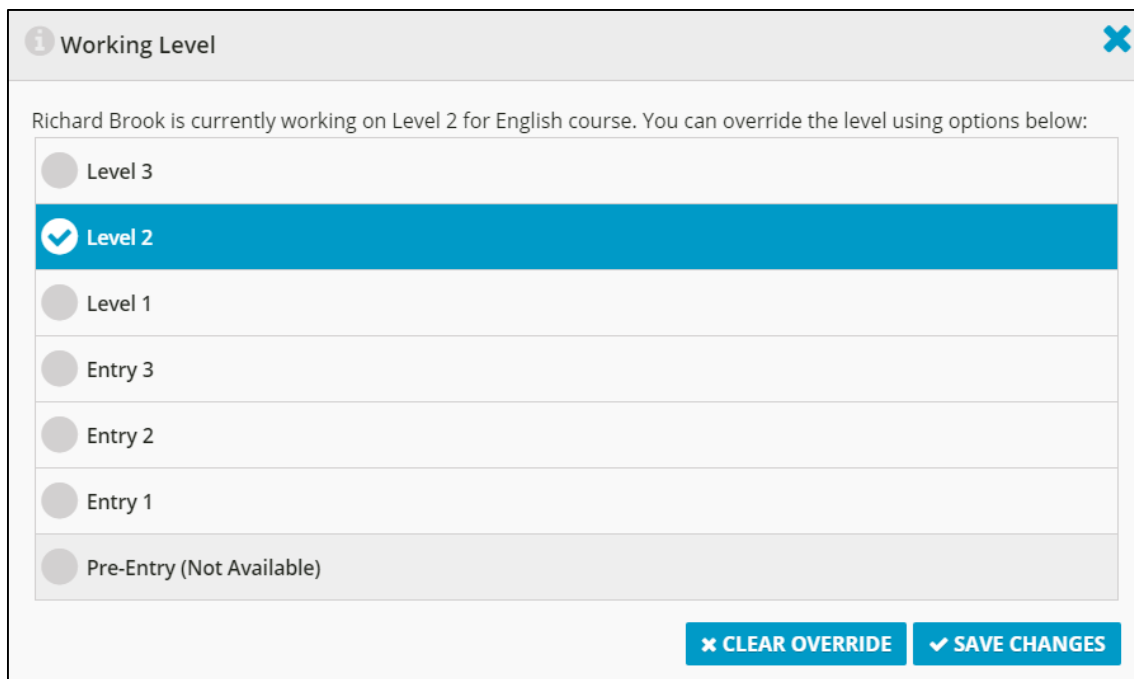 Working Level
Richard Brook is currently working on Level 2 for English course. You can override the level using options below:
Level 3
Level 2
Level 1
Entry 3
Entry 2
Entry 1
Pre-Entry (Not Available)
CLEAR OVERRIDE
SAVE CHANGES